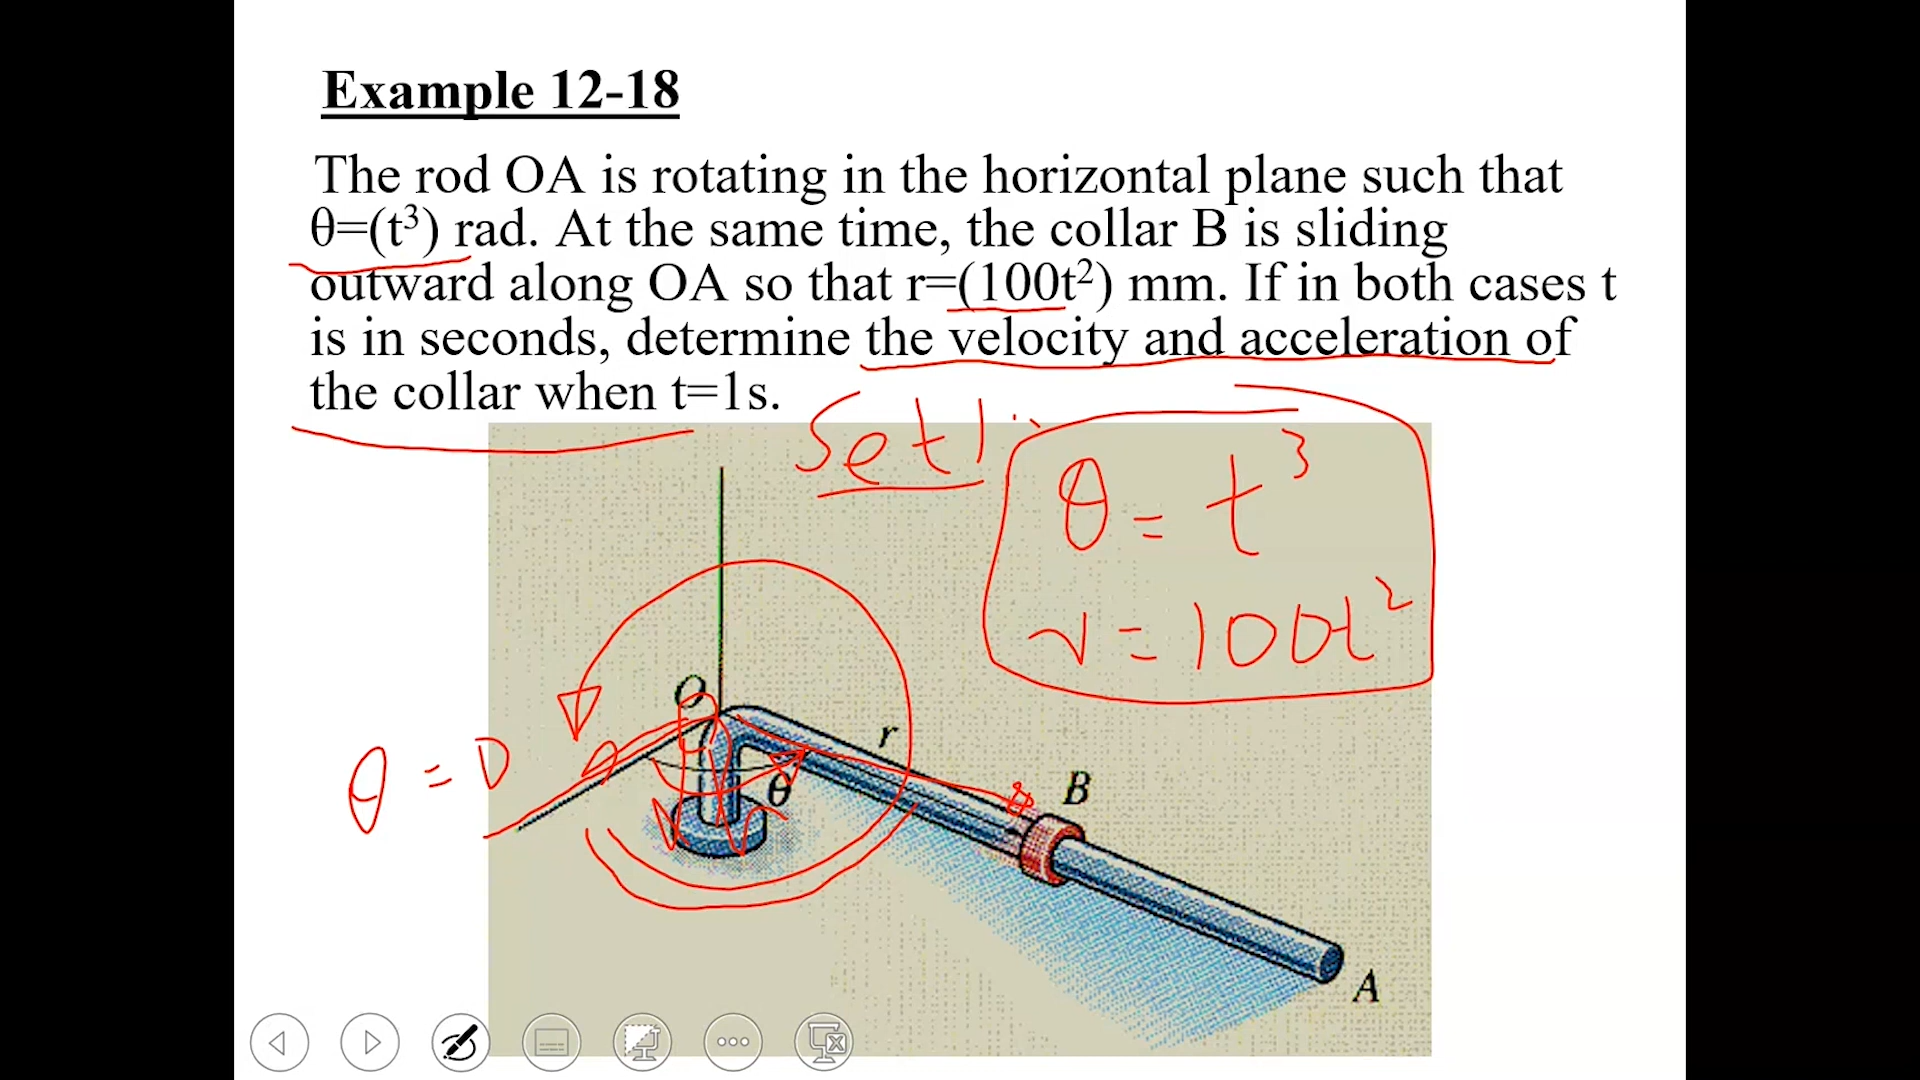 Example 12-18
The rod OA is rotating in the horizontal plane such that
θ=(t³) rad. At the same time, the collar B is sliding
outward along OA so that r=(100t²) mm. If in both cases t
is in seconds, determine the velocity and acceleration of
the collar when t=1s.
Set1:
θ = t³
r = 100t²
O
r
θ = 0
θ
B
A